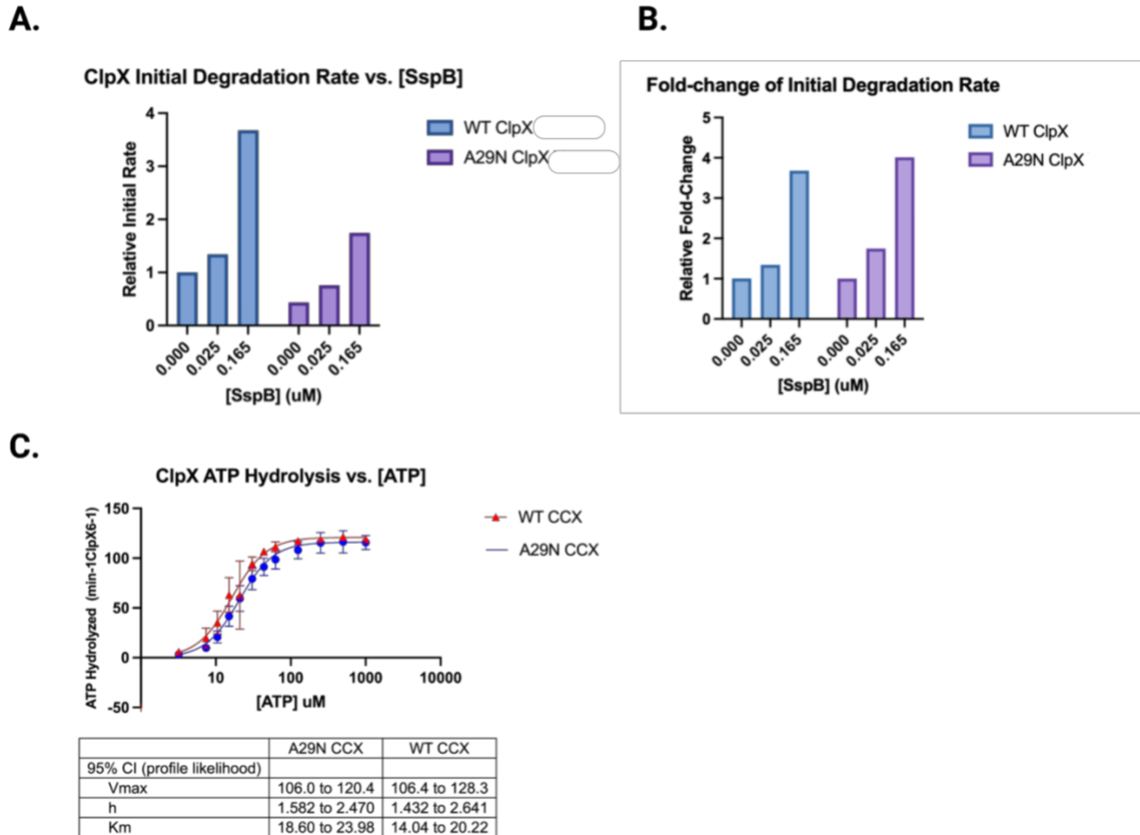 A.
ClpX Initial Degradation Rate vs. [SspB]
Relative Initial Rate
4
3
2
1
0
0.000
0.025
0.165
0.000
0.025
0.165
[SspB] (uM)
WT ClpX
A29N ClpX
B.
Fold-change of Initial Degradation Rate
Relative Fold-Change
5
4
3
2
1
0
0.000
0.025
0.165
0.000
0.025
0.165
[SspB] (uM)
WT ClpX
A29N ClpX
C.
ClpX ATP Hydrolysis vs. [ATP]
ATP Hydrolyzed (min-1ClpX6-1)
150
100
50
0
-50
10
100
1000
10000
[ATP] uM
WT CCX
A29N CCX
A29N CCX WT CCX
95% CI (profile likelihood)
Vmax 106.0 to 120.4 106.4 to 128.3
h 1.582 to 2.470 1.432 to 2.641
Km 18.60 to 23.98 14.04 to 20.22